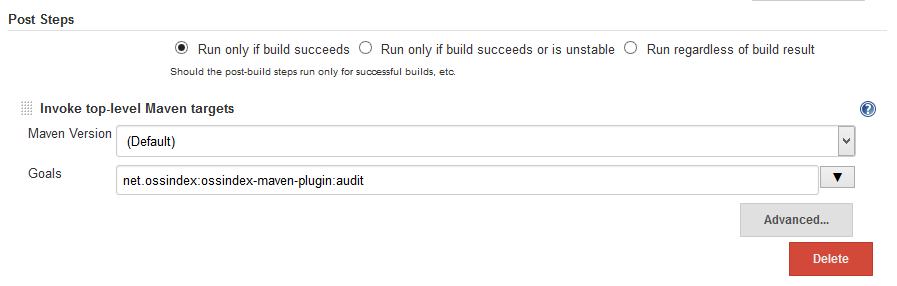 Post Steps
Run only if build succeeds Run only if build succeeds or is unstable Run regardless of build result
Should the post-build steps run only for successful builds, etc.
Invoke top-level Maven targets ?
Maven Version (Default)
Goals net.ossindex:ossindex-maven-plugin:audit
Advanced...
Delete